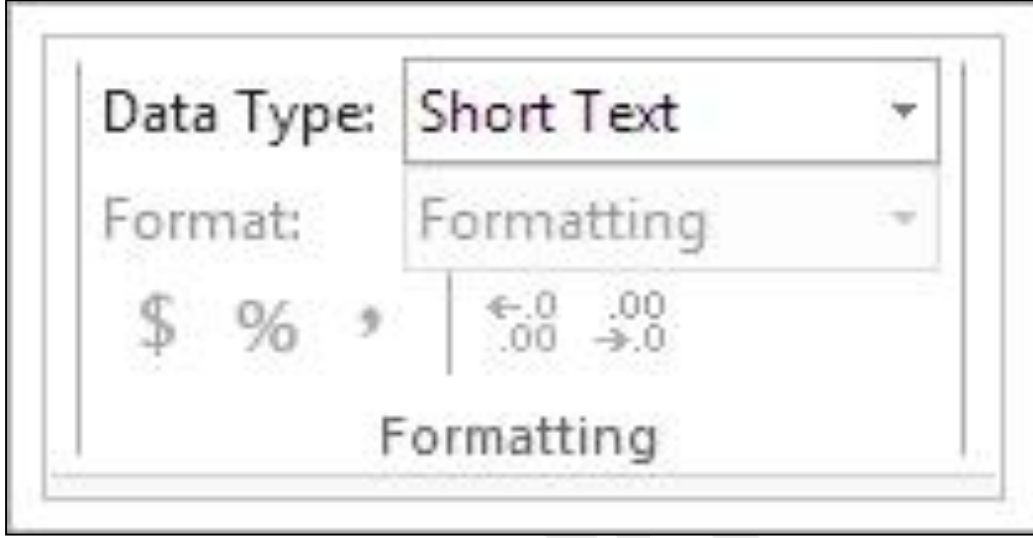 Data Type: Short Text
Format: Formatting
$ % , ←.0 .00 .00 →.0
Formatting